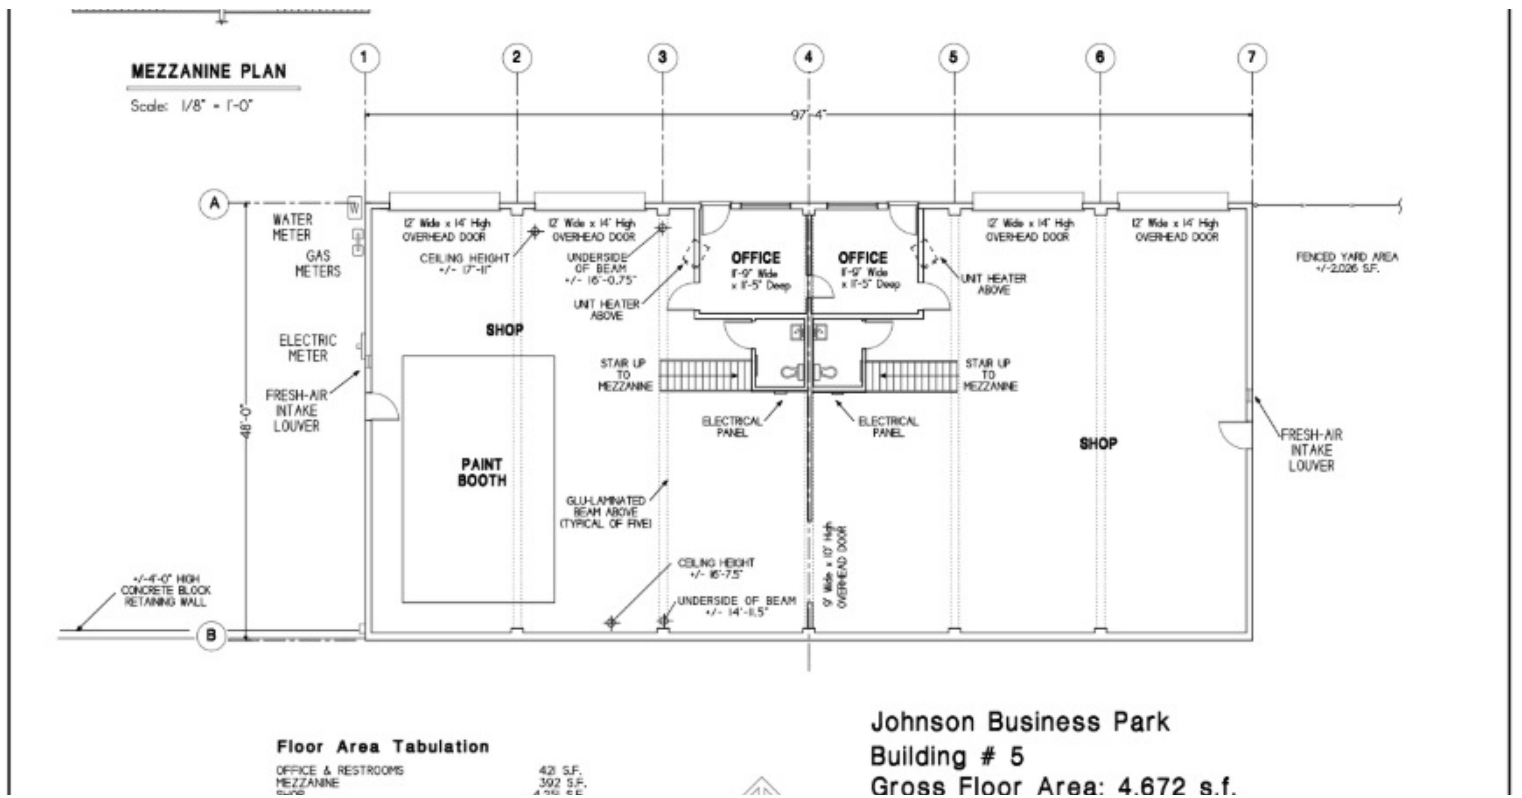 1 2 3 4 5 6 7
MEZZANINE PLAN
Scale: 1/8" = 1'-0"
97'-4"
A
W
WATER
METER
GAS
METERS
12' Wide x 14' High
OVERHEAD DOOR
12' Wide x 14' High
OVERHEAD DOOR
12' Wide x 14' High
OVERHEAD DOOR
12' Wide x 14' High
OVERHEAD DOOR
CEILING HEIGHT
+/- 17'-11"
UNDERSIDE
OF BEAM
+/- 16'-0.75"
OFFICE
11'-9" Wide
x 11'-5" Deep
OFFICE
11'-9" Wide
x 11'-5" Deep
FENCED YARD AREA
+/-2,026 S.F.
UNIT HEATER
ABOVE
UNIT HEATER
ABOVE
SHOP
ELECTRIC
METER
STAIR UP
TO
MEZZANINE
STAIR UP
TO
MEZZANINE
FRESH-AIR
INTAKE
LOUVER
48'-0"
ELECTRICAL
PANEL
ELECTRICAL
PANEL
SHOP
FRESH-AIR
INTAKE
LOUVER
PAINT
BOOTH
GLU-LAMINATED
BEAM ABOVE
(TYPICAL OF FIVE)
9' Wide x 10' High
OVERHEAD DOOR
CEILING HEIGHT
+/- 16'-7.5"
UNDERSIDE OF BEAM
+/- 14'-11.5"
+/-4'-0" HIGH
CONCRETE BLOCK
RETAINING WALL
B
Floor Area Tabulation
OFFICE & RESTROOMS 421 S.F.
MEZZANINE 392 S.F.
SHOP 4,251 S.F.
Johnson Business Park
Building # 5
Gross Floor Area: 4,672 s.f.